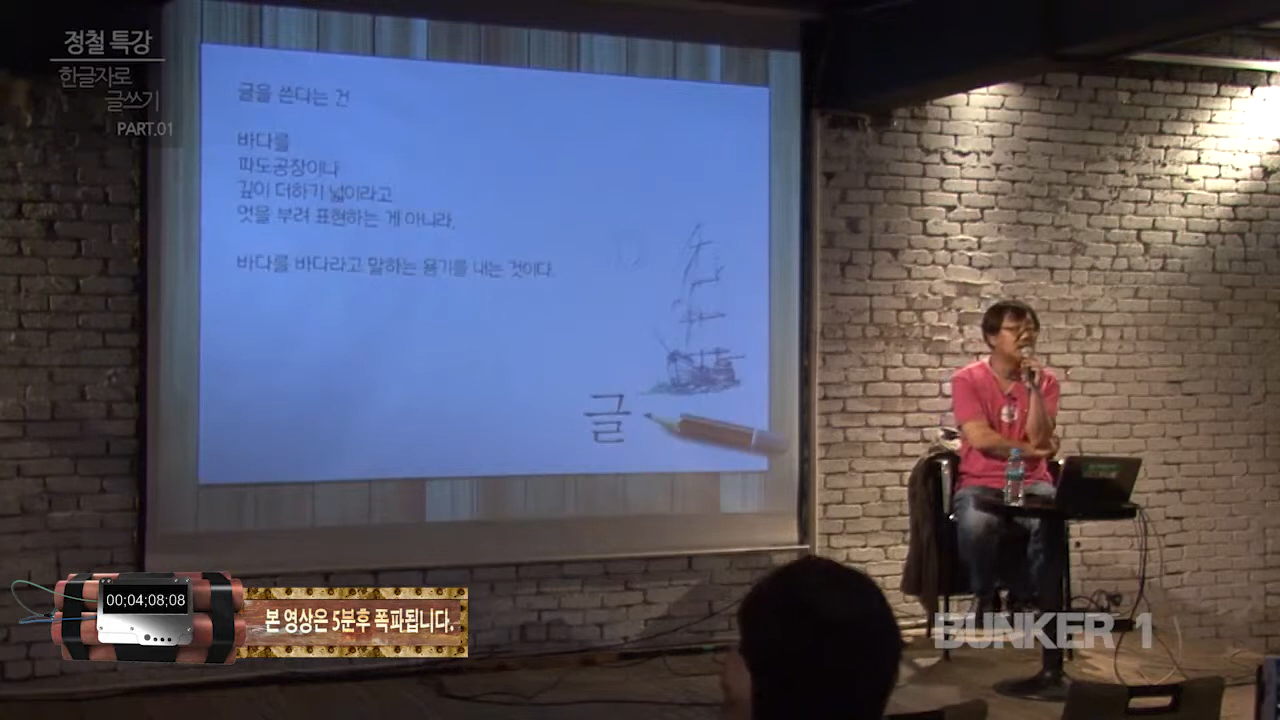 정철 특강
한글자로
글쓰기
PART.01
글을 쓴다는 건
바다를
파도공장이나
깊이 더하기 넓이라고
멋을 부려 표현하는 게 아니라,
바다를 바다라고 말하는 용기를 내는 것이다.
글
00;04;08;08
본 영상은 5분후 폭파됩니다.
BUNKER 1